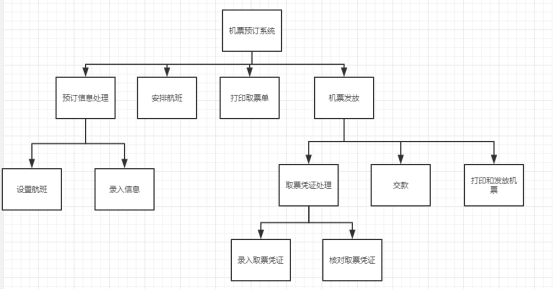 机票预订系统
预订信息处理
安排航班
打印取票单
机票发放
设置航班
录入信息
取票凭证处理
交款
打印和发放机
票
录入取票凭证
核对取票凭证